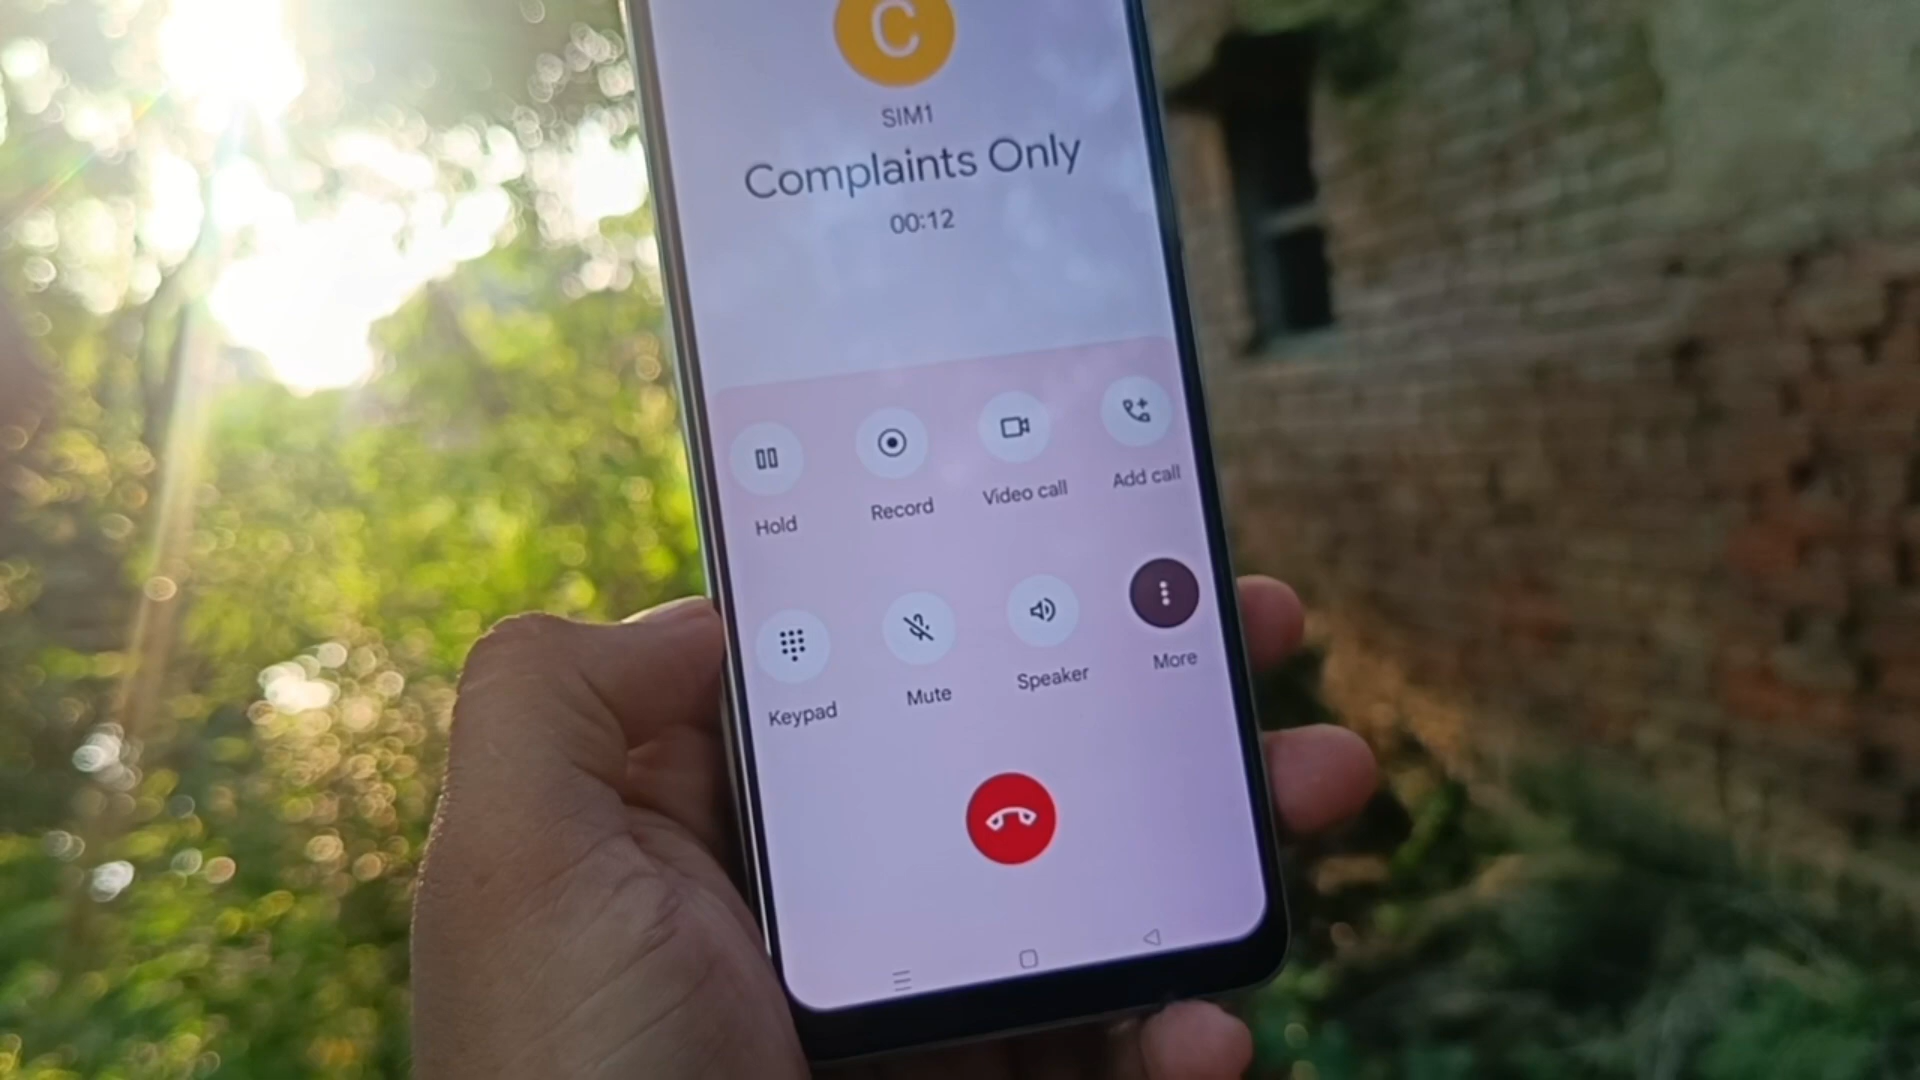 C
SIM1
Complaints Only
00:12
Hold Record Video call Add call
Keypad Mute Speaker More